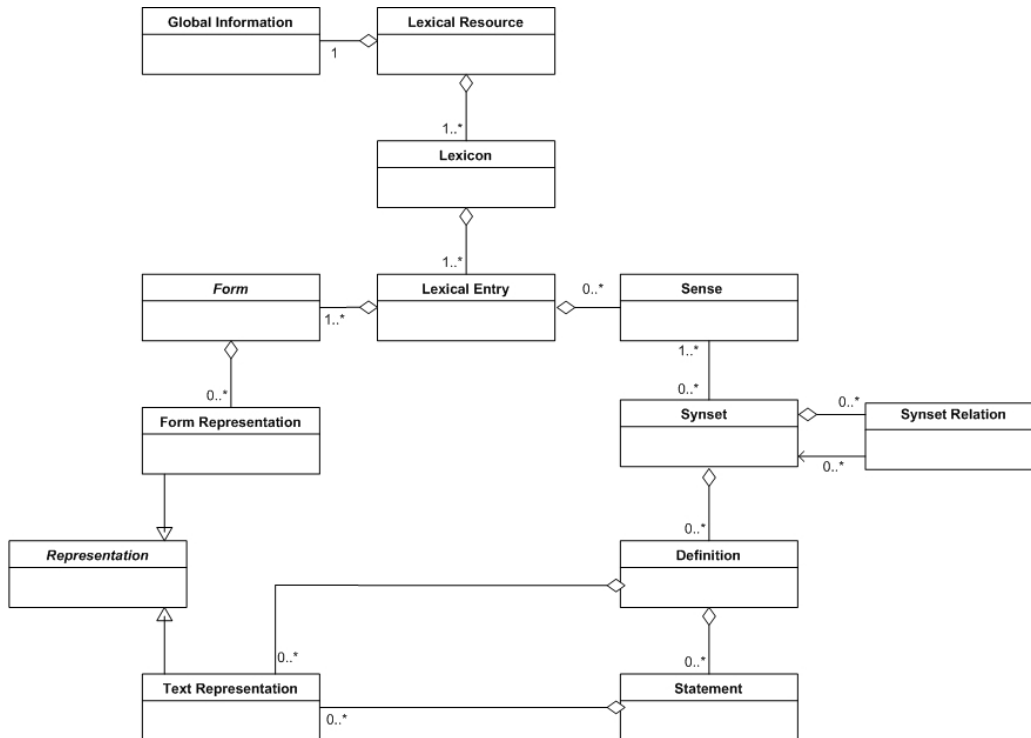 Global Information
Lexical Resource
1
1..*
Lexicon
1..*
Form
Lexical Entry
0..*
Sense
1..*
1..*
0..*
0..*
Form Representation
Synset
0..*
Synset Relation
0..*
0..*
Representation
Definition
0..*
0..*
Text Representation
Statement
0..*